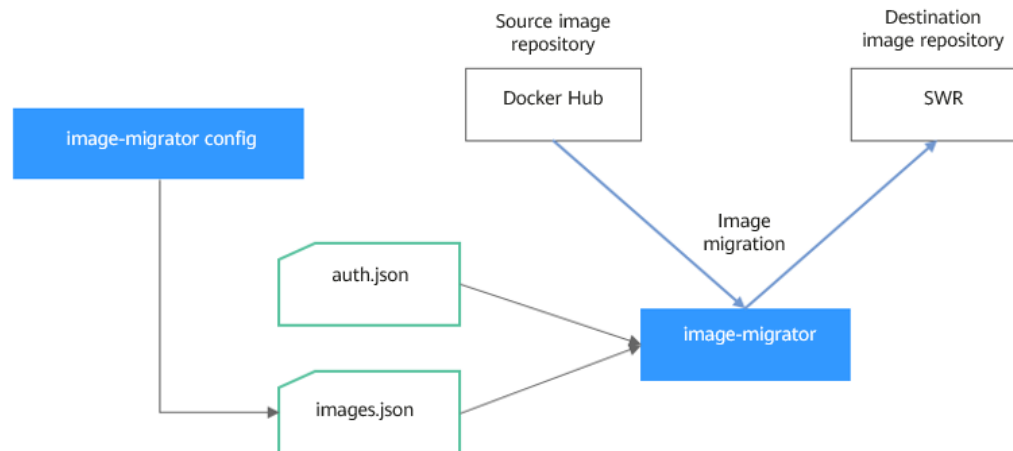 Source image
repository
Destination
image repository
Docker Hub
SWR
image-migrator config
Image
migration
auth.json
image-migrator
images.json